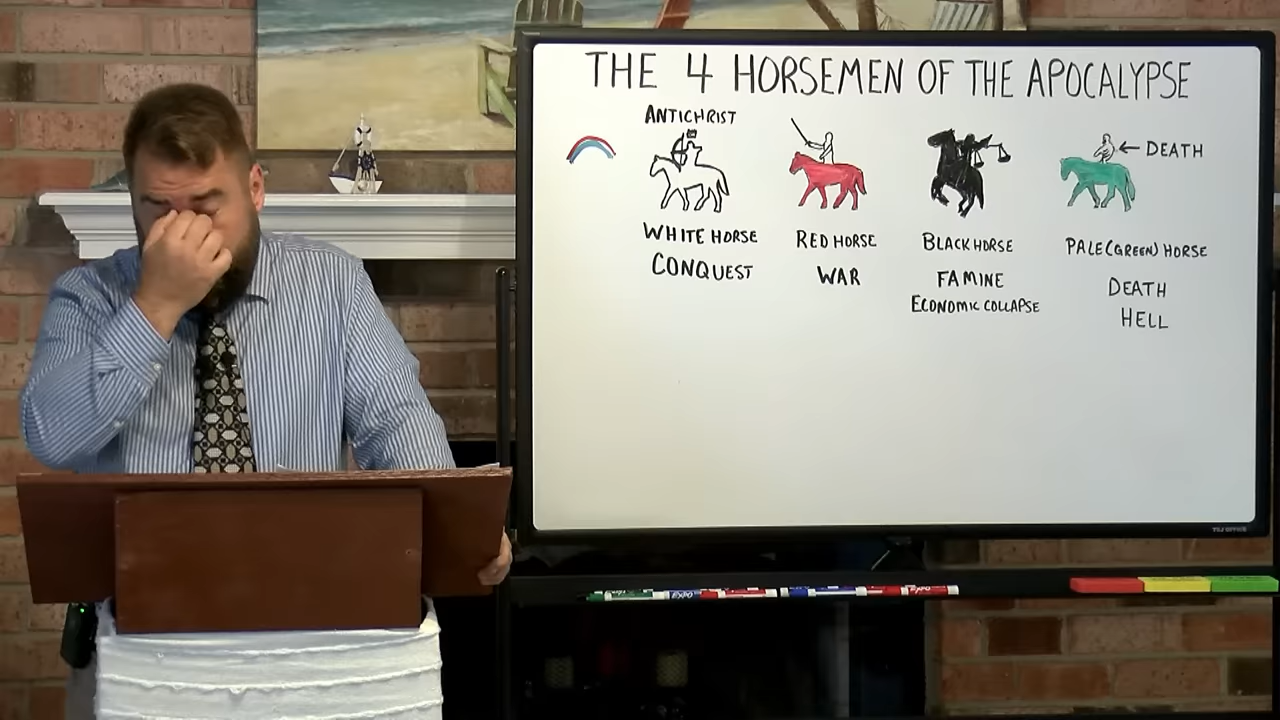 THE 4 HORSEMEN OF THE APOCALYPSE
ANTICHRIST
← DEATH
WHITE HORSE
CONQUEST
RED HORSE
WAR
BLACK HORSE
FAMINE
ECONOMIC COLLAPSE
PALE (GREEN) HORSE
DEATH
HELL
EXPO